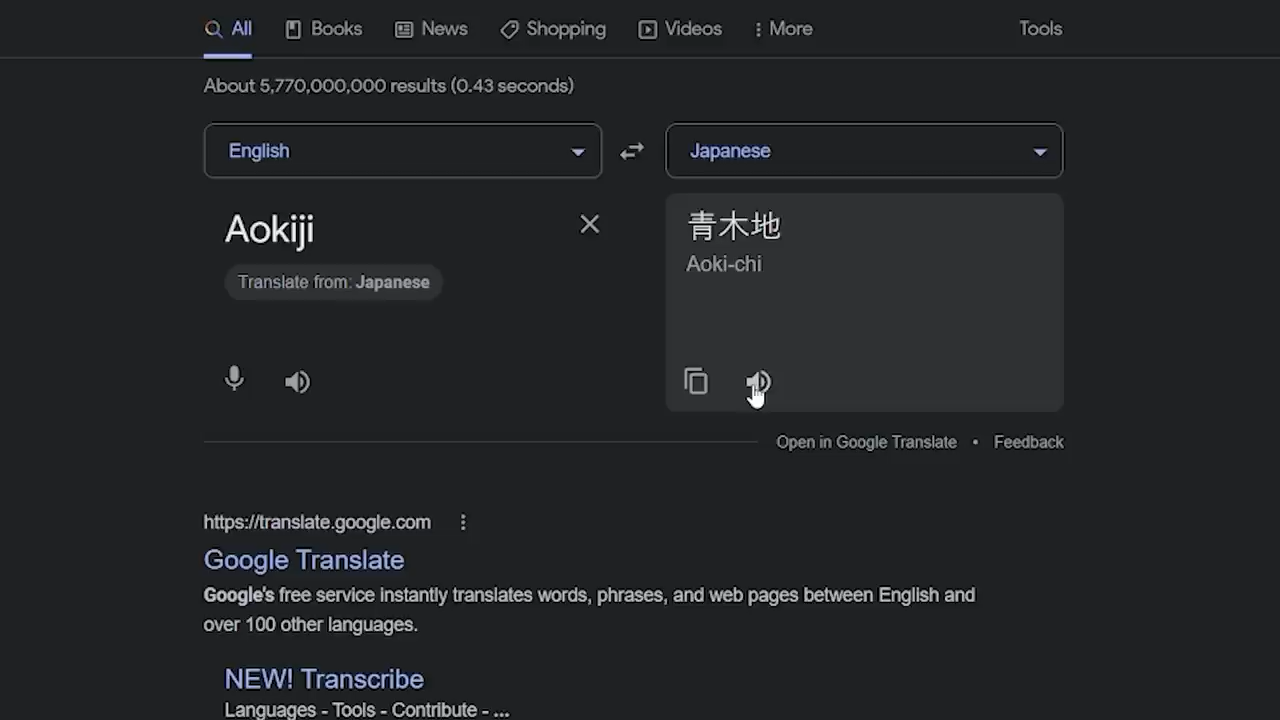 All Books News Shopping Videos More Tools
About 5,770,000,000 results (0.43 seconds)
English Japanese
Aokiji
Translate from: Japanese
青木地
Aoki-chi
Open in Google Translate • Feedback
https://translate.google.com
Google Translate
Google's free service instantly translates words, phrases, and web pages between English and
over 100 other languages.
NEW! Transcribe
Languages - Tools - Contribute - ...